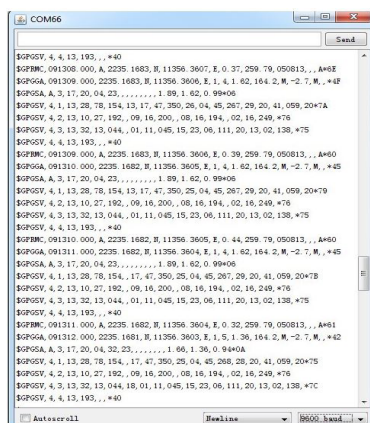 COM66
Send
$GPGSV,4,4,13,193,,,*40
$GPRMC,091308.000,A,2235.1683,N,11356.3607,E,0.37,259.79,050813,,,A*6E
$GPGGA,091309.000,2235.1683,N,11356.3606,E,1,4,1.62,164.2,M,-2.7,M,,*4F
$GPGSA,A,3,17,20,04,23,,,,,,,,,1.89,1.62,0.99*06
$GPGSV,4,1,13,28,78,154,13,17,47,350,26,04,45,267,29,20,41,059,20*7A
$GPGSV,4,2,13,10,27,192,,09,16,200,,08,16,194,,02,16,249,*76
$GPGSV,4,3,13,32,13,044,,01,11,045,15,23,06,111,20,13,02,138,*75
$GPGSV,4,4,13,193,,,*40
$GPRMC,091309.000,A,2235.1683,N,11356.3606,E,0.39,259.79,050813,,,A*60
$GPGGA,091310.000,2235.1682,N,11356.3605,E,1,4,1.62,164.2,M,-2.7,M,,*45
$GPGSA,A,3,17,20,04,23,,,,,,,,,1.89,1.62,0.99*06
$GPGSV,4,1,13,28,78,154,13,17,47,350,25,04,45,267,29,20,41,059,20*79
$GPGSV,4,2,13,10,27,192,,09,16,200,,08,16,194,,02,16,249,*76
$GPGSV,4,3,13,32,13,044,,01,11,045,15,23,06,111,20,13,02,138,*75
$GPGSV,4,4,13,193,,,*40
$GPRMC,091310.000,A,2235.1682,N,11356.3605,E,0.44,259.79,050813,,,A*60
$GPGGA,091311.000,2235.1682,N,11356.3604,E,1,4,1.62,164.2,M,-2.7,M,,*45
$GPGSA,A,3,17,20,04,23,,,,,,,,,1.89,1.62,0.99*06
$GPGSV,4,1,13,28,78,154,,17,47,350,25,04,45,267,29,20,41,059,20*7B
$GPGSV,4,2,13,10,27,192,,09,16,200,,08,16,194,,02,16,249,*76
$GPGSV,4,3,13,32,13,044,,01,11,045,15,23,06,111,20,13,02,138,*75
$GPGSV,4,4,13,193,,,*40
$GPRMC,091311.000,A,2235.1682,N,11356.3604,E,0.32,259.79,050813,,,A*61
$GPGGA,091312.000,2235.1681,N,11356.3603,E,1,5,1.36,164.2,M,-2.7,M,,*42
$GPGSA,A,3,17,20,04,32,23,,,,,,,,1.66,1.36,0.94*0A
$GPGSV,4,1,13,28,78,154,,17,47,350,25,04,45,268,28,20,41,059,20*75
$GPGSV,4,2,13,10,27,192,,09,16,200,,08,16,194,,02,16,249,*76
$GPGSV,4,3,13,32,13,044,18,01,11,045,15,23,06,111,20,13,02,138,*7C
$GPGSV,4,4,13,193,,,*40
Autoscroll
Newline
9600 baud